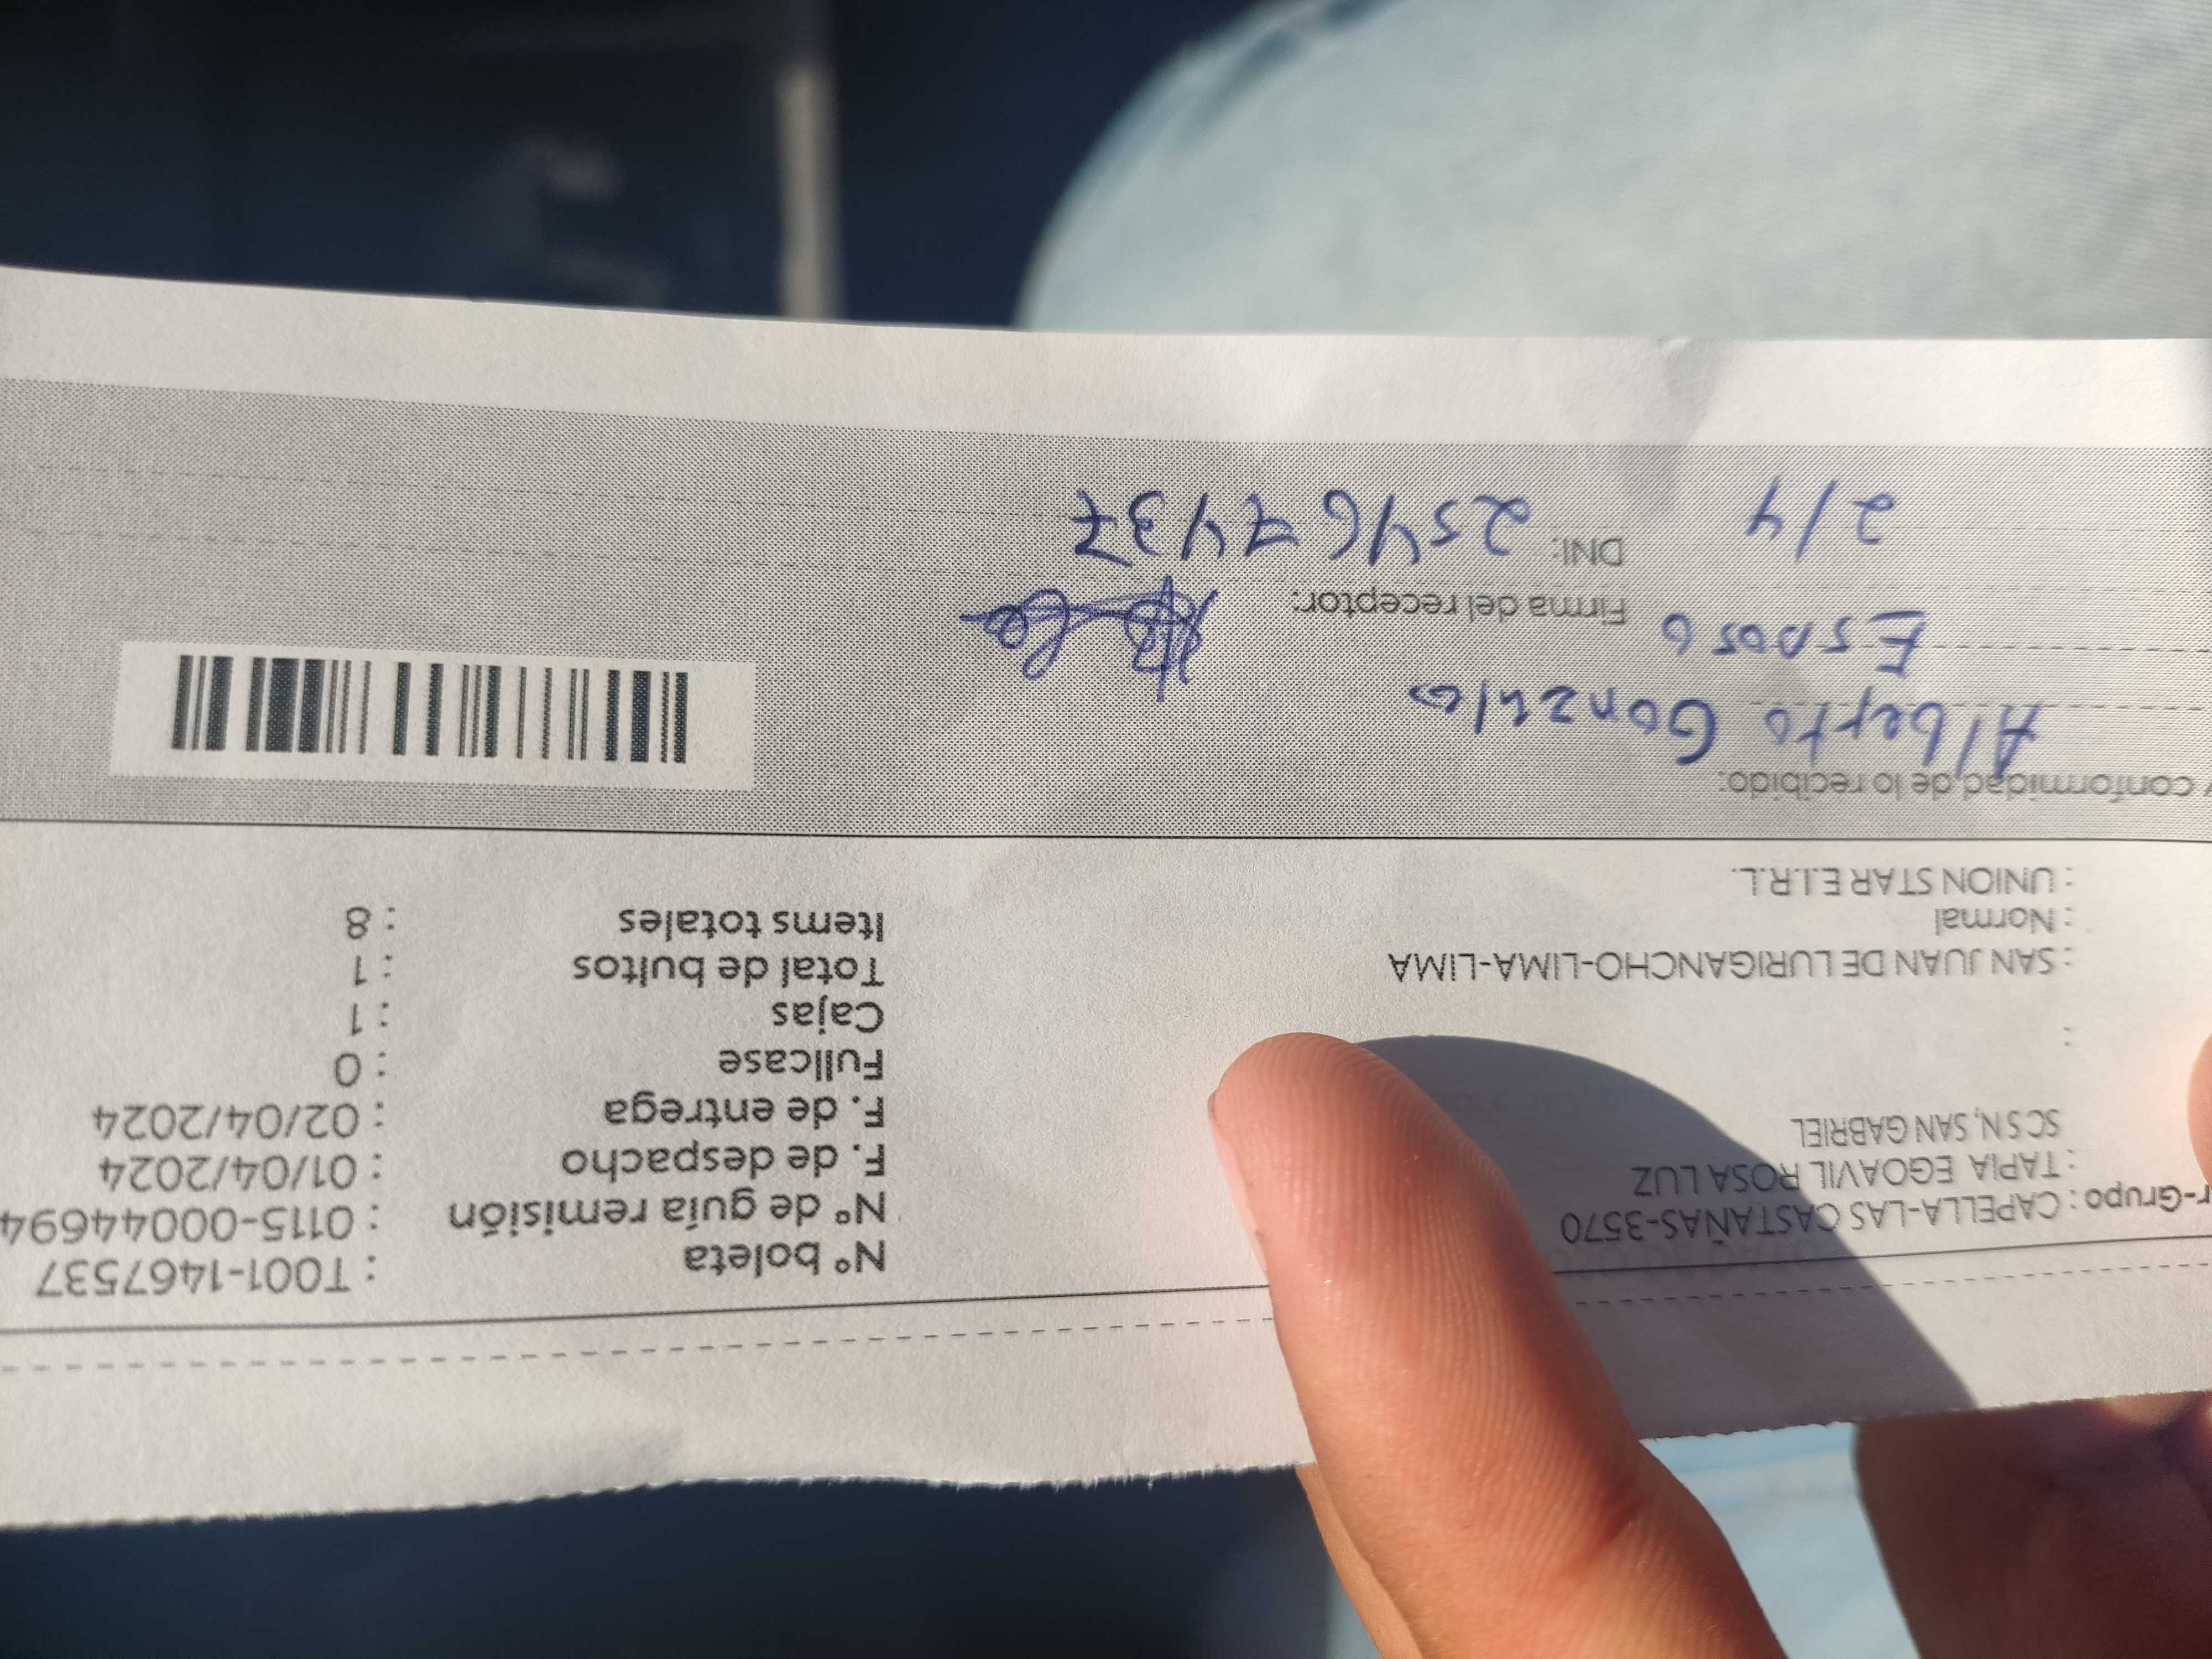 r-Grupo : CAPELLA-LAS CASTAÑAS-3570
: TAPIA EGOAVIL ROSA LUZ
SC SN, SAN GABRIEL
:
: SAN JUAN DE LURIGANCHO-LIMA-LIMA
: Normal
: UNION STAR E.I.R.L.
N° boleta : T001-1467537
N° de guía remisión : 0115-00044694
F. de despacho : 01/04/2024
F. de entrega : 02/04/2024
Fullcase : 0
Cajas : 1
Total de bultos : 1
Items totales : 8
y conformidad de lo recibido:
Alberto Gonzalo
Esposo
Firma del receptor:
2/4
DNI: 25467437